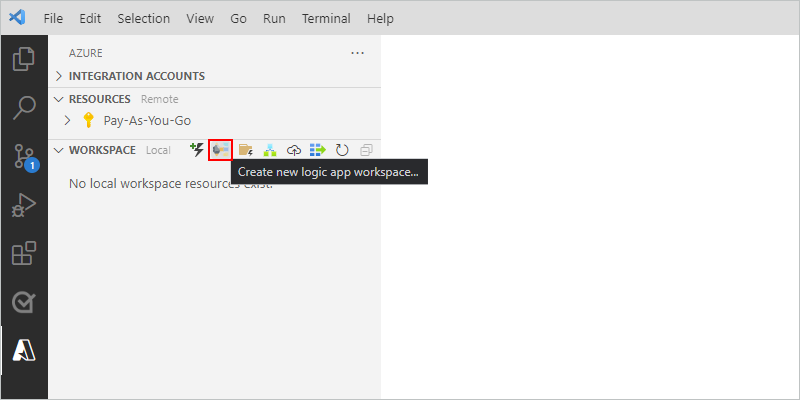 File Edit Selection View Go Run Terminal Help
AZURE ...
INTEGRATION ACCOUNTS
RESOURCES Remote
Pay-As-You-Go
WORKSPACE Local
Create new logic app workspace...
No local workspace resources exist.
1